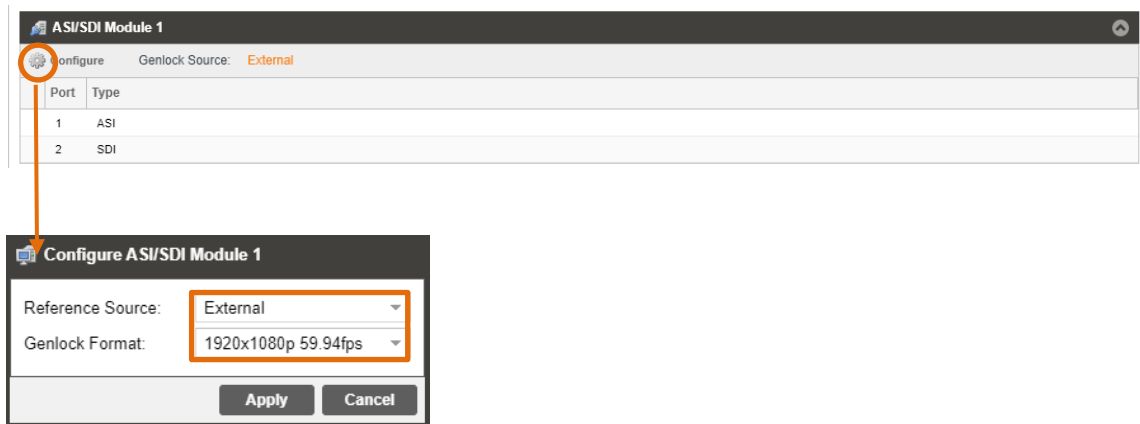 ASI/SDI Module 1
Configure Genlock Source: External
Port Type
1 ASI
2 SDI
Configure ASI/SDI Module 1
Reference Source: External
Genlock Format: 1920x1080p 59.94fps
Apply Cancel